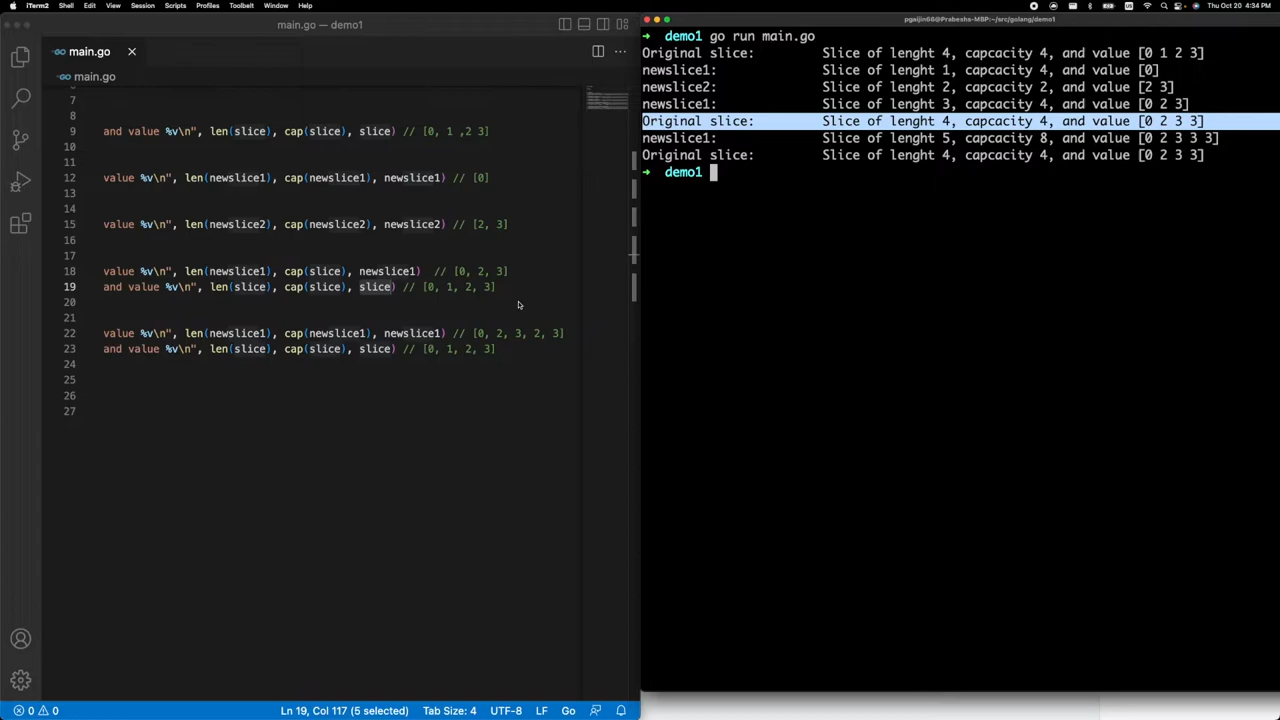 iTerm2 Shell Edit View Session Scripts Profiles Toolbelt Window Help
Thu Oct 20 4:34 PM
main.go — demo1
main.go
main.go
7
8
9 and value %v\n", len(slice), cap(slice), slice) // [0, 1 ,2 3]
10
11
12 value %v\n", len(newslice1), cap(newslice1), newslice1) // [0]
13
14
15 value %v\n", len(newslice2), cap(newslice2), newslice2) // [2, 3]
16
17
18 value %v\n", len(newslice1), cap(slice), newslice1)  // [0, 2, 3]
19 and value %v\n", len(slice), cap(slice), slice) // [0, 1, 2, 3]
20
21
22 value %v\n", len(newslice1), cap(newslice1), newslice1) // [0, 2, 3, 2, 3]
23 and value %v\n", len(slice), cap(slice), slice) // [0, 1, 2, 3]
24
25
26
27
0 0 Ln 19, Col 117 (5 selected) Tab Size: 4 UTF-8 LF Go
pgaijin66@Prabeshs-MBP:~/src/golang/demo1
→ demo1 go run main.go
Original slice: Slice of lenght 4, capcacity 4, and value [0 1 2 3]
newslice1: Slice of lenght 1, capcacity 4, and value [0]
newslice2: Slice of lenght 2, capcacity 2, and value [2 3]
newslice1: Slice of lenght 3, capcacity 4, and value [0 2 3]
Original slice: Slice of lenght 4, capcacity 4, and value [0 2 3 3]
newslice1: Slice of lenght 5, capcacity 8, and value [0 2 3 3 3]
Original slice: Slice of lenght 4, capcacity 4, and value [0 2 3 3]
→ demo1